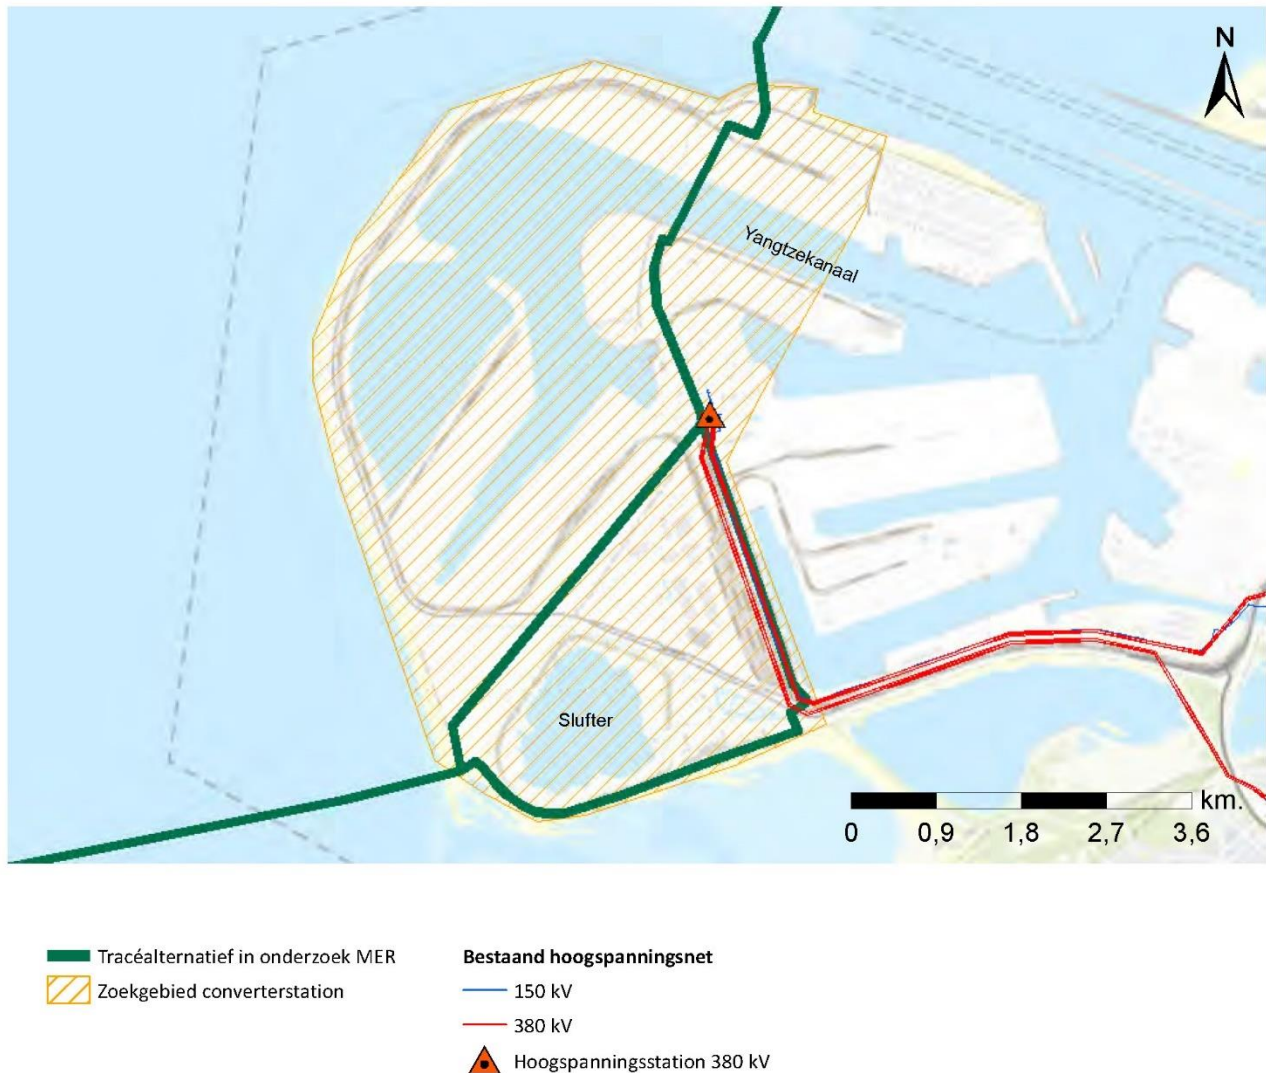 N
Yangtzekanaal
Slufter
km.
0 0,9 1,8 2,7 3,6
Tracéalternatief in onderzoek MER
Zoekgebied converterstation
Bestaand hoogspanningsnet
150 kV
380 kV
Hoogspanningsstation 380 kV